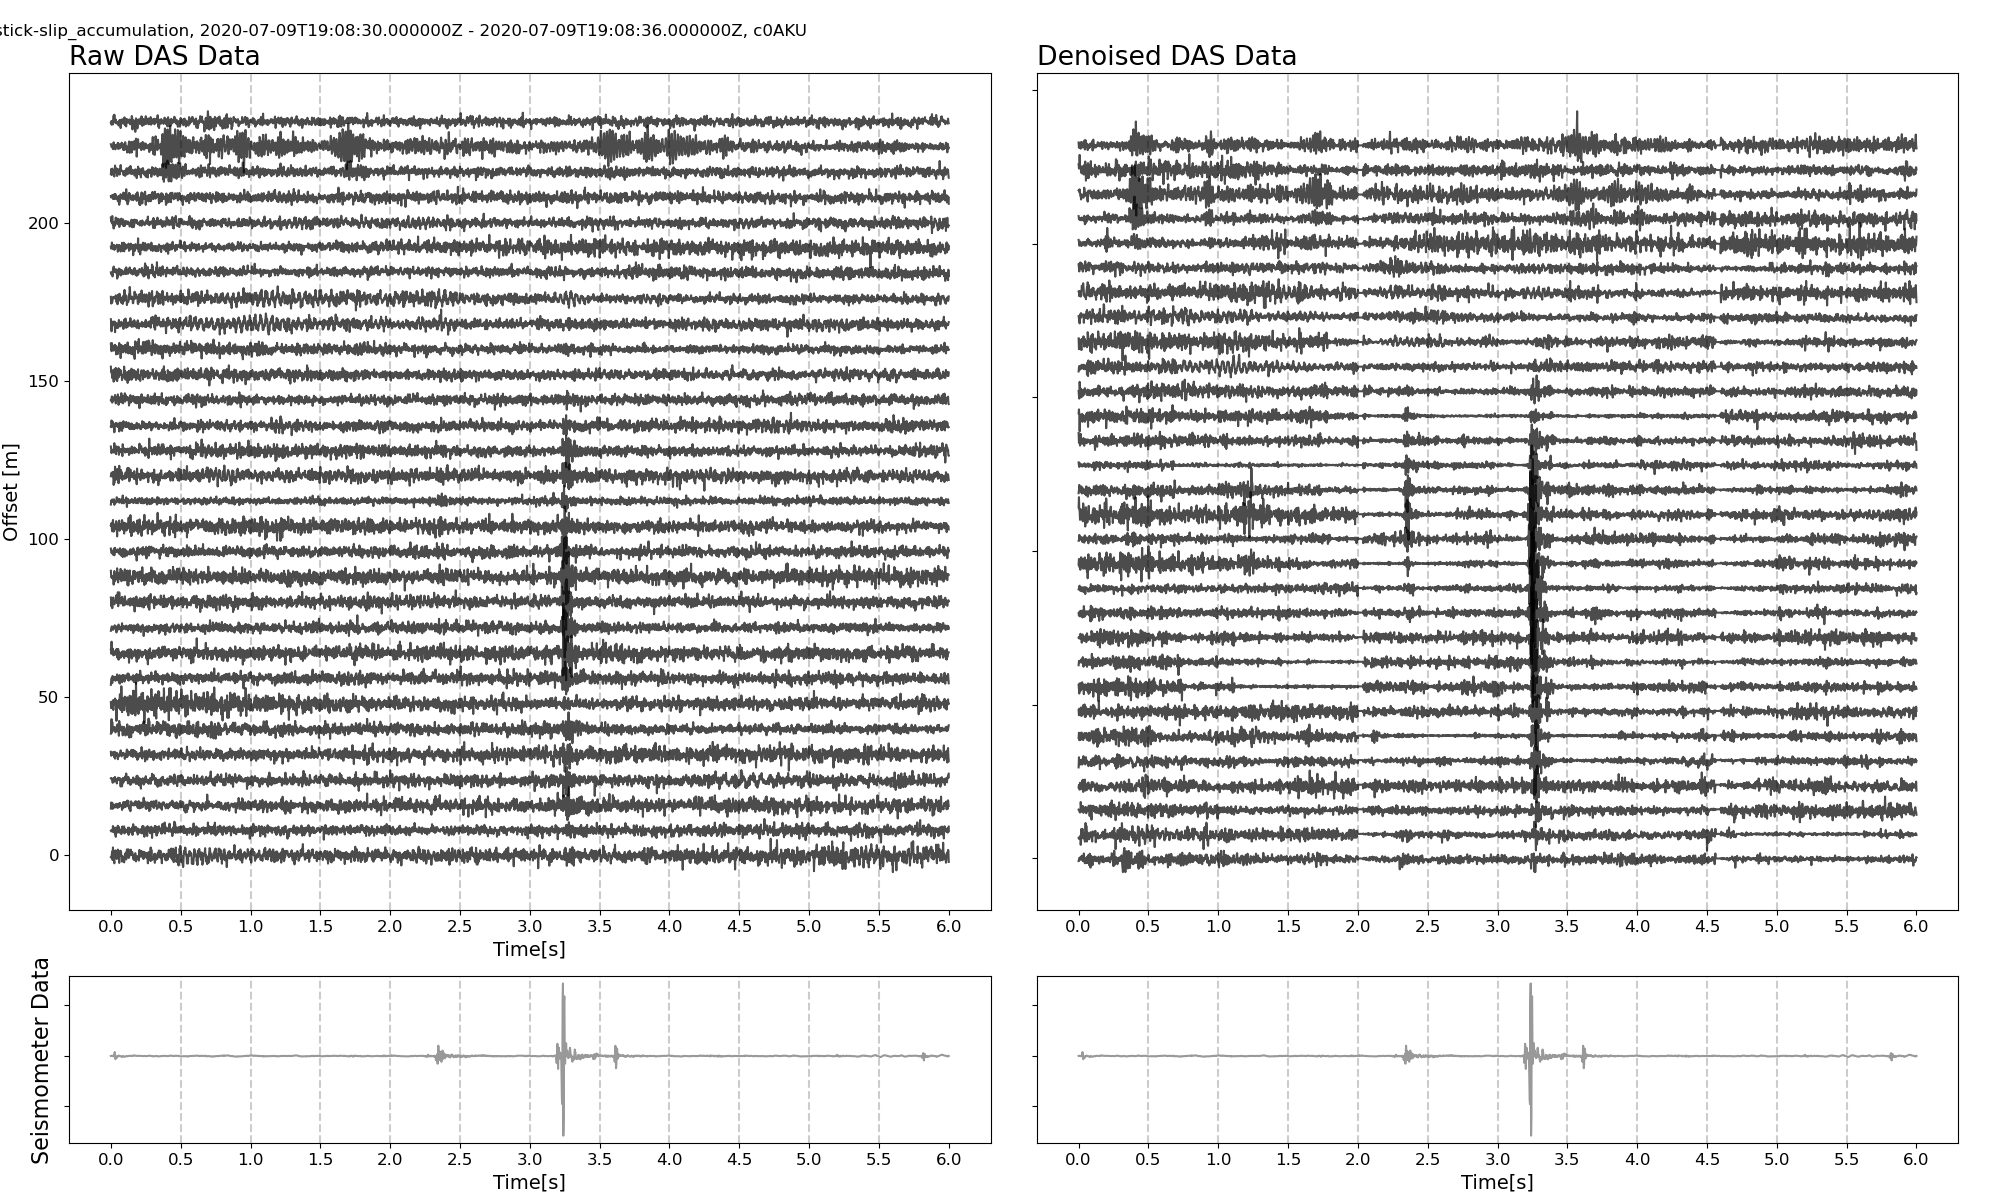 stick-slip_accumulation, 2020-07-09T19:08:30.000000Z - 2020-07-09T19:08:36.000000Z, c0AKU
Raw DAS Data
Denoised DAS Data
Offset [m]
200
150
100
50
0
0.0 0.5 1.0 1.5 2.0 2.5 3.0 3.5 4.0 4.5 5.0 5.5 6.0
Time[s]
0.0 0.5 1.0 1.5 2.0 2.5 3.0 3.5 4.0 4.5 5.0 5.5 6.0
Seismometer Data
0.0 0.5 1.0 1.5 2.0 2.5 3.0 3.5 4.0 4.5 5.0 5.5 6.0
Time[s]
0.0 0.5 1.0 1.5 2.0 2.5 3.0 3.5 4.0 4.5 5.0 5.5 6.0
Time[s]